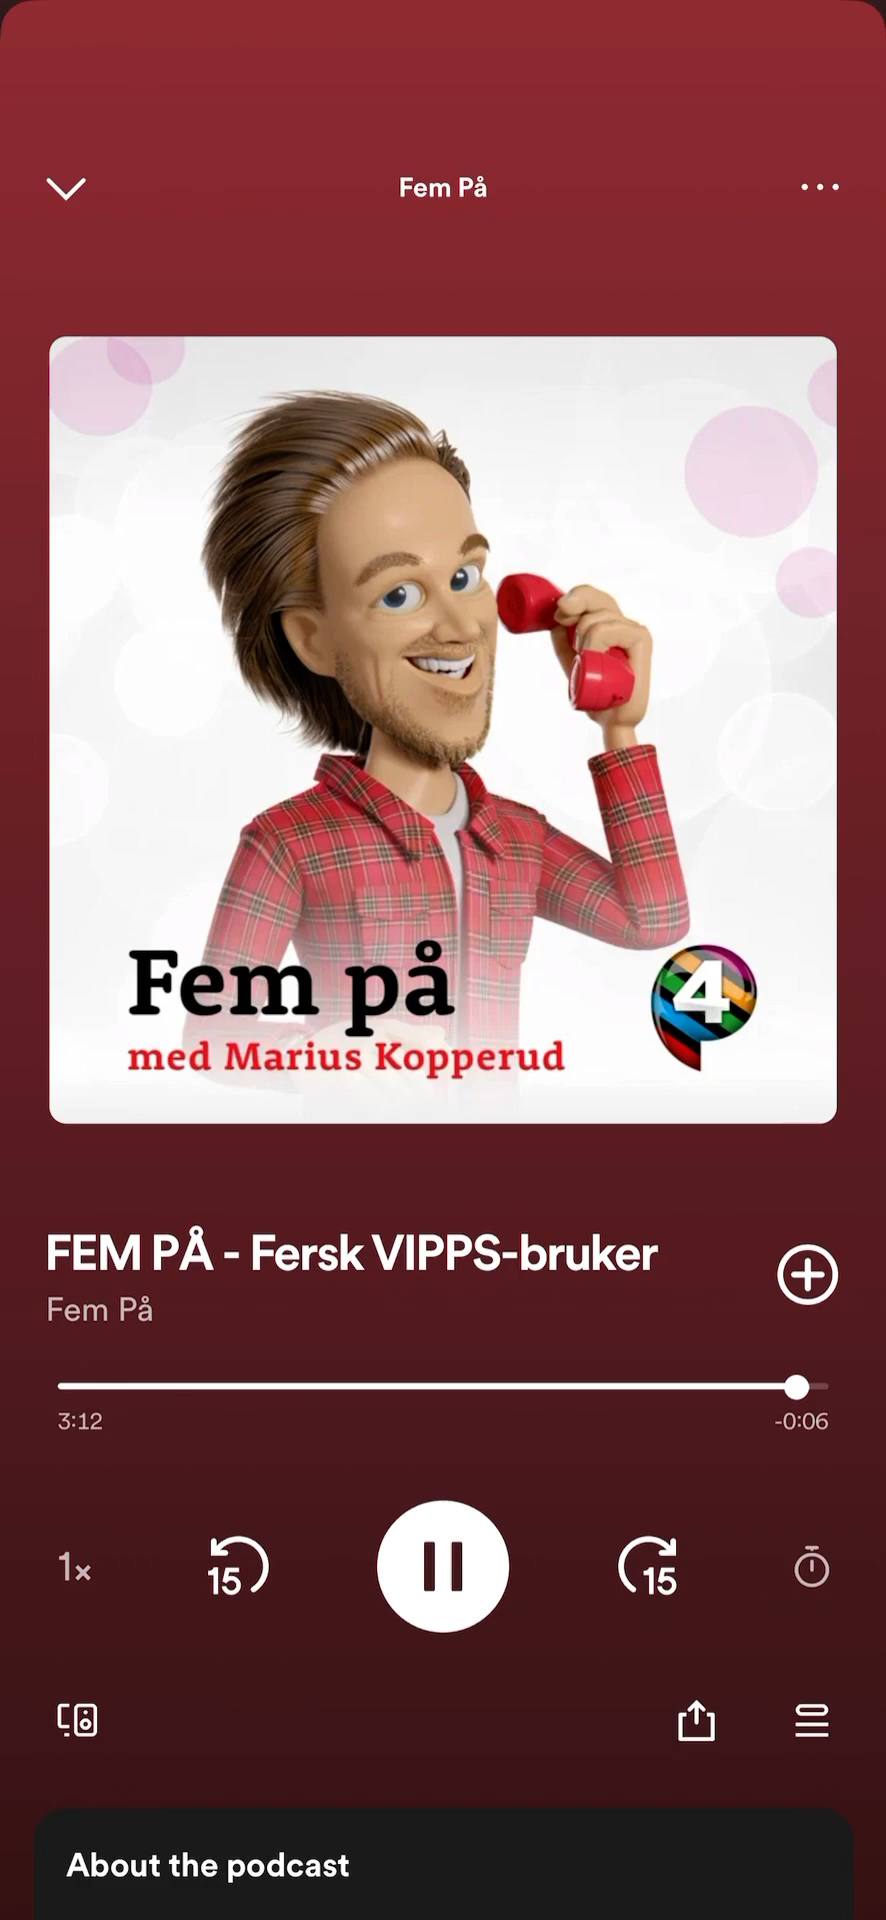 Fem På
Fem på
med Marius Kopperud
4
FEM PÅ - Fersk VIPPS-bruker
Fem På
3:12
-0:06
1x
15
15
About the podcast